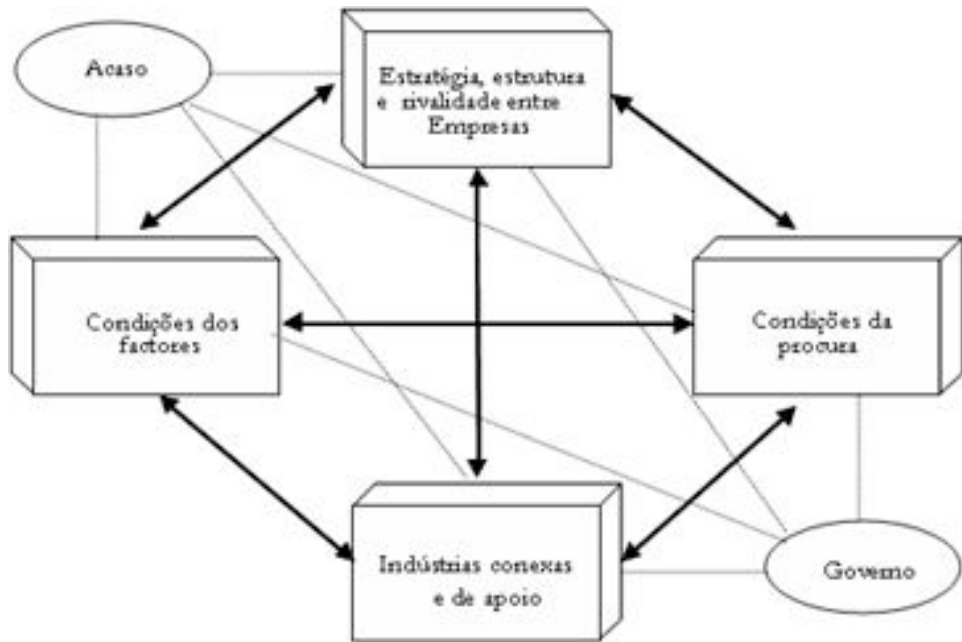 Acaso
Estratégia, estrutura
e rivalidade entre
Empresas
Condições dos
factores
Condições da
procura
Indústrias conexas
e de apoio
Governo